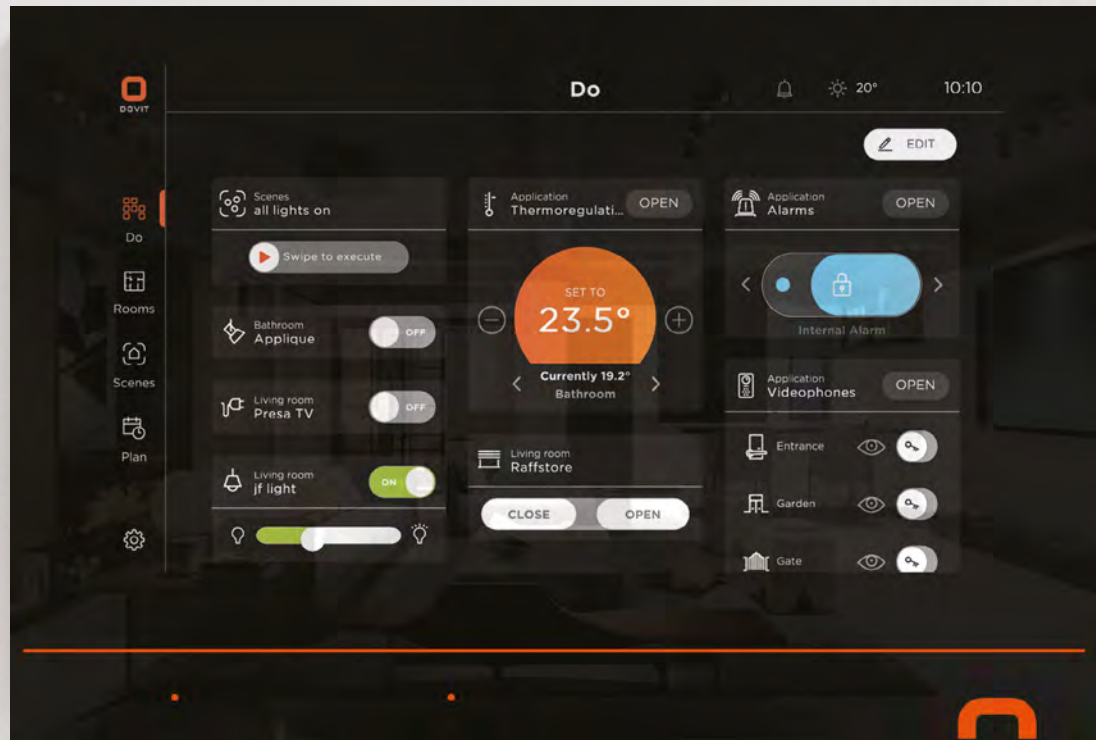 DOVIT
Do
20°
10:10
EDIT
Do
Rooms
Scenes
Plan
Scenes
all lights on
Swipe to execute
Bathroom
Applique
OFF
Living room
Presa TV
OFF
Living room
jf light
ON
Application
Thermoregulati...
OPEN
SET TO
23.5°
Currently 19.2°
Bathroom
Living room
Raffstore
CLOSE
OPEN
Application
Alarms
OPEN
Internal Alarm
Application
Videophones
OPEN
Entrance
Garden
Gate